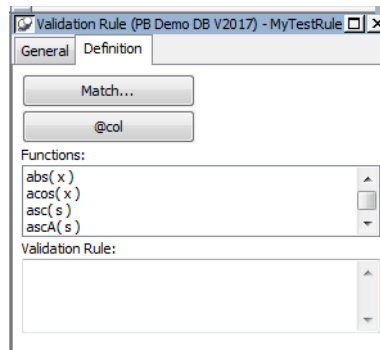 Validation Rule (PB Demo DB V2017) - MyTestRule
General Definition
Match...
@col
Functions:
abs( x )
acos( x )
asc( s )
ascA( s )
Validation Rule: